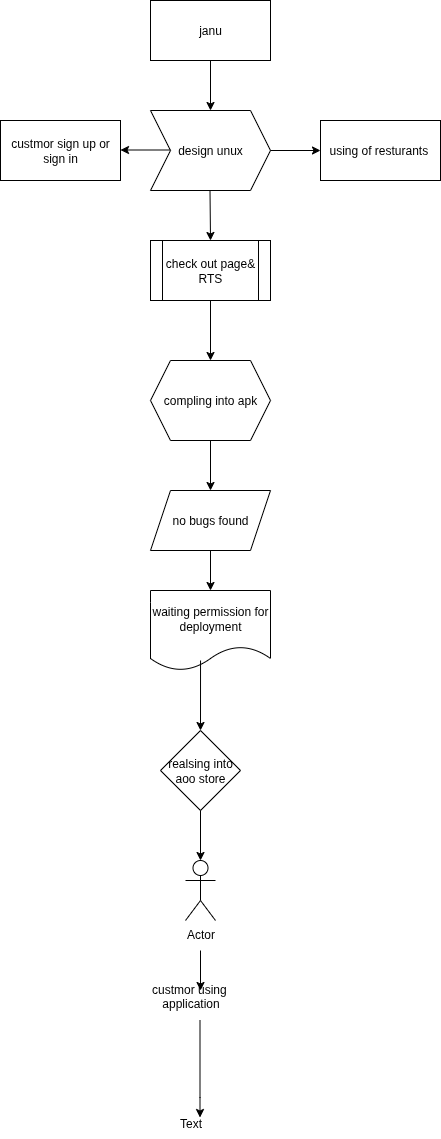 janu
custmor sign up or
sign in
design unux
using of resturants
check out page&
RTS
compling into apk
no bugs found
waiting permission for
deployment
realsing into
aoo store
Actor
custmor using
application
Text